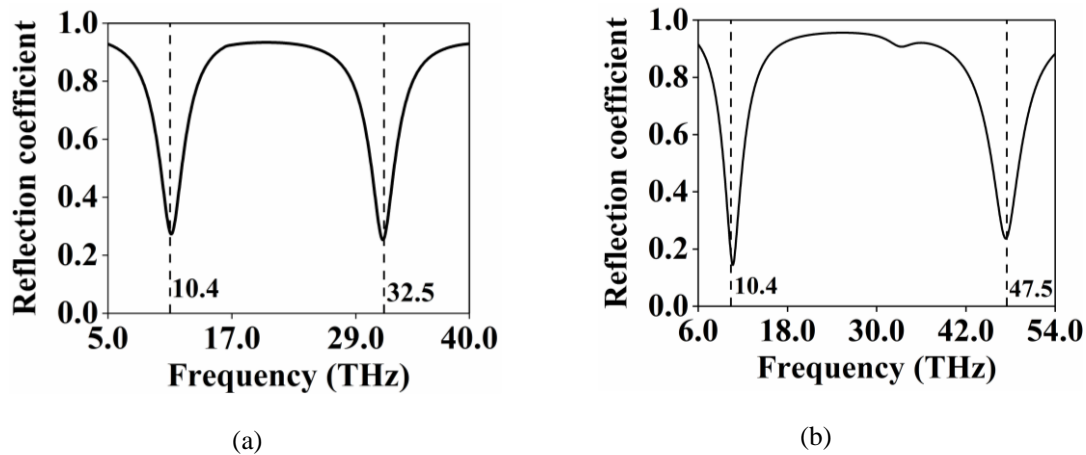 Reflection coefficient
1.0
0.8
0.6
0.4
0.2
0.0
10.4
32.5
5.0 17.0 29.0 40.0
Frequency (THz)
(a)
Reflection coefficient
1.0
0.8
0.6
0.4
0.2
0.0
10.4
47.5
6.0 18.0 30.0 42.0 54.0
Frequency (THz)
(b)